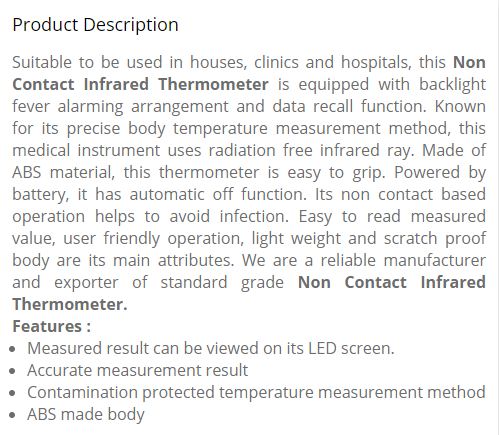 Product Description
Suitable to be used in houses, clinics and hospitals, this Non
Contact Infrared Thermometer is equipped with backlight
fever alarming arrangement and data recall function. Known
for its precise body temperature measurement method, this
medical instrument uses radiation free infrared ray. Made of
ABS material, this thermometer is easy to grip. Powered by
battery, it has automatic off function. Its non contact based
operation helps to avoid infection. Easy to read measured
value, user friendly operation, light weight and scratch proof
body are its main attributes. We are a reliable manufacturer
and exporter of standard grade Non Contact Infrared
Thermometer.
Features :
• Measured result can be viewed on its LED screen.
• Accurate measurement result
• Contamination protected temperature measurement method
• ABS made body